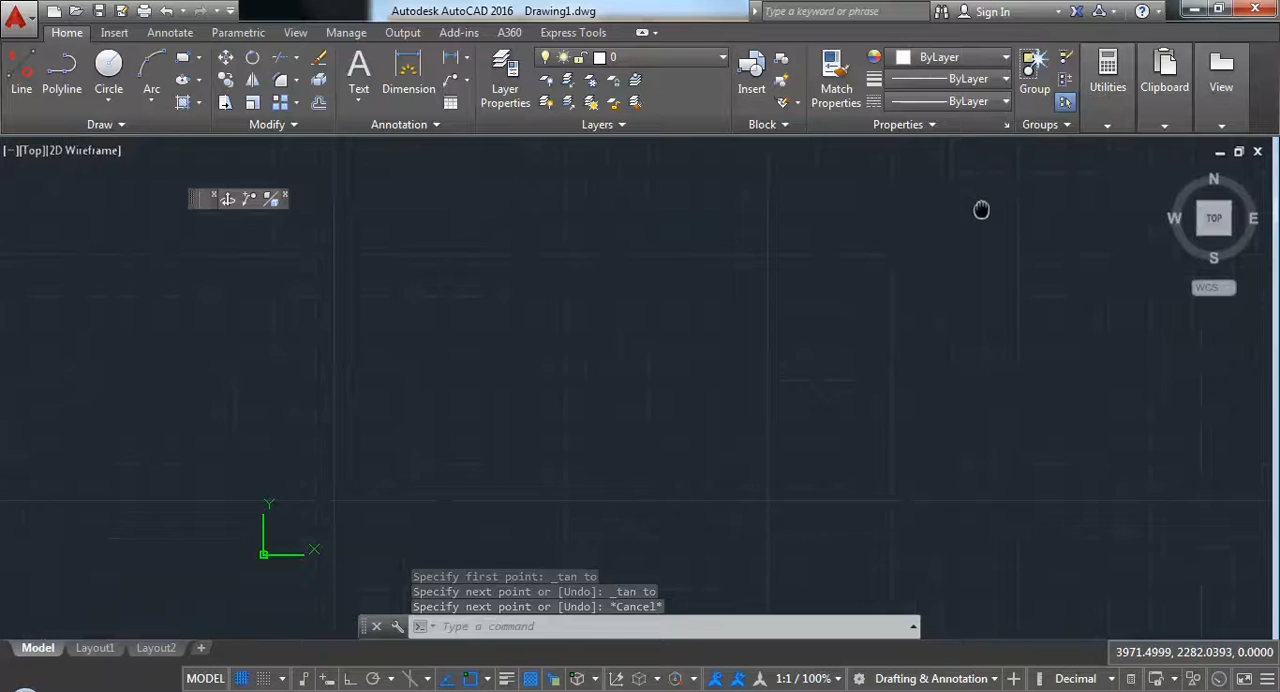 Autodesk AutoCAD 2016 Drawing1.dwg
Type a keyword or phrase
Sign In
Home Insert Annotate Parametric View Manage Output Add-ins A360 Express Tools
0
ByLayer
ByLayer
ByLayer
Line Polyline Circle Arc
Text Dimension
Layer Properties
Insert
Match Properties
Group
Utilities Clipboard View
Draw Modify Annotation Layers Block Properties Groups
[−][Top][2D Wireframe]
N
W TOP E
S
WCS
Y
X
Specify first point: _tan to
Specify next point or [Undo]: _tan to
Specify next point or [Undo]: *Cancel*
Type a command
Model Layout1 Layout2 +
3971.4999, 2282.0393, 0.0000
MODEL
1:1 / 100%
Drafting & Annotation
Decimal